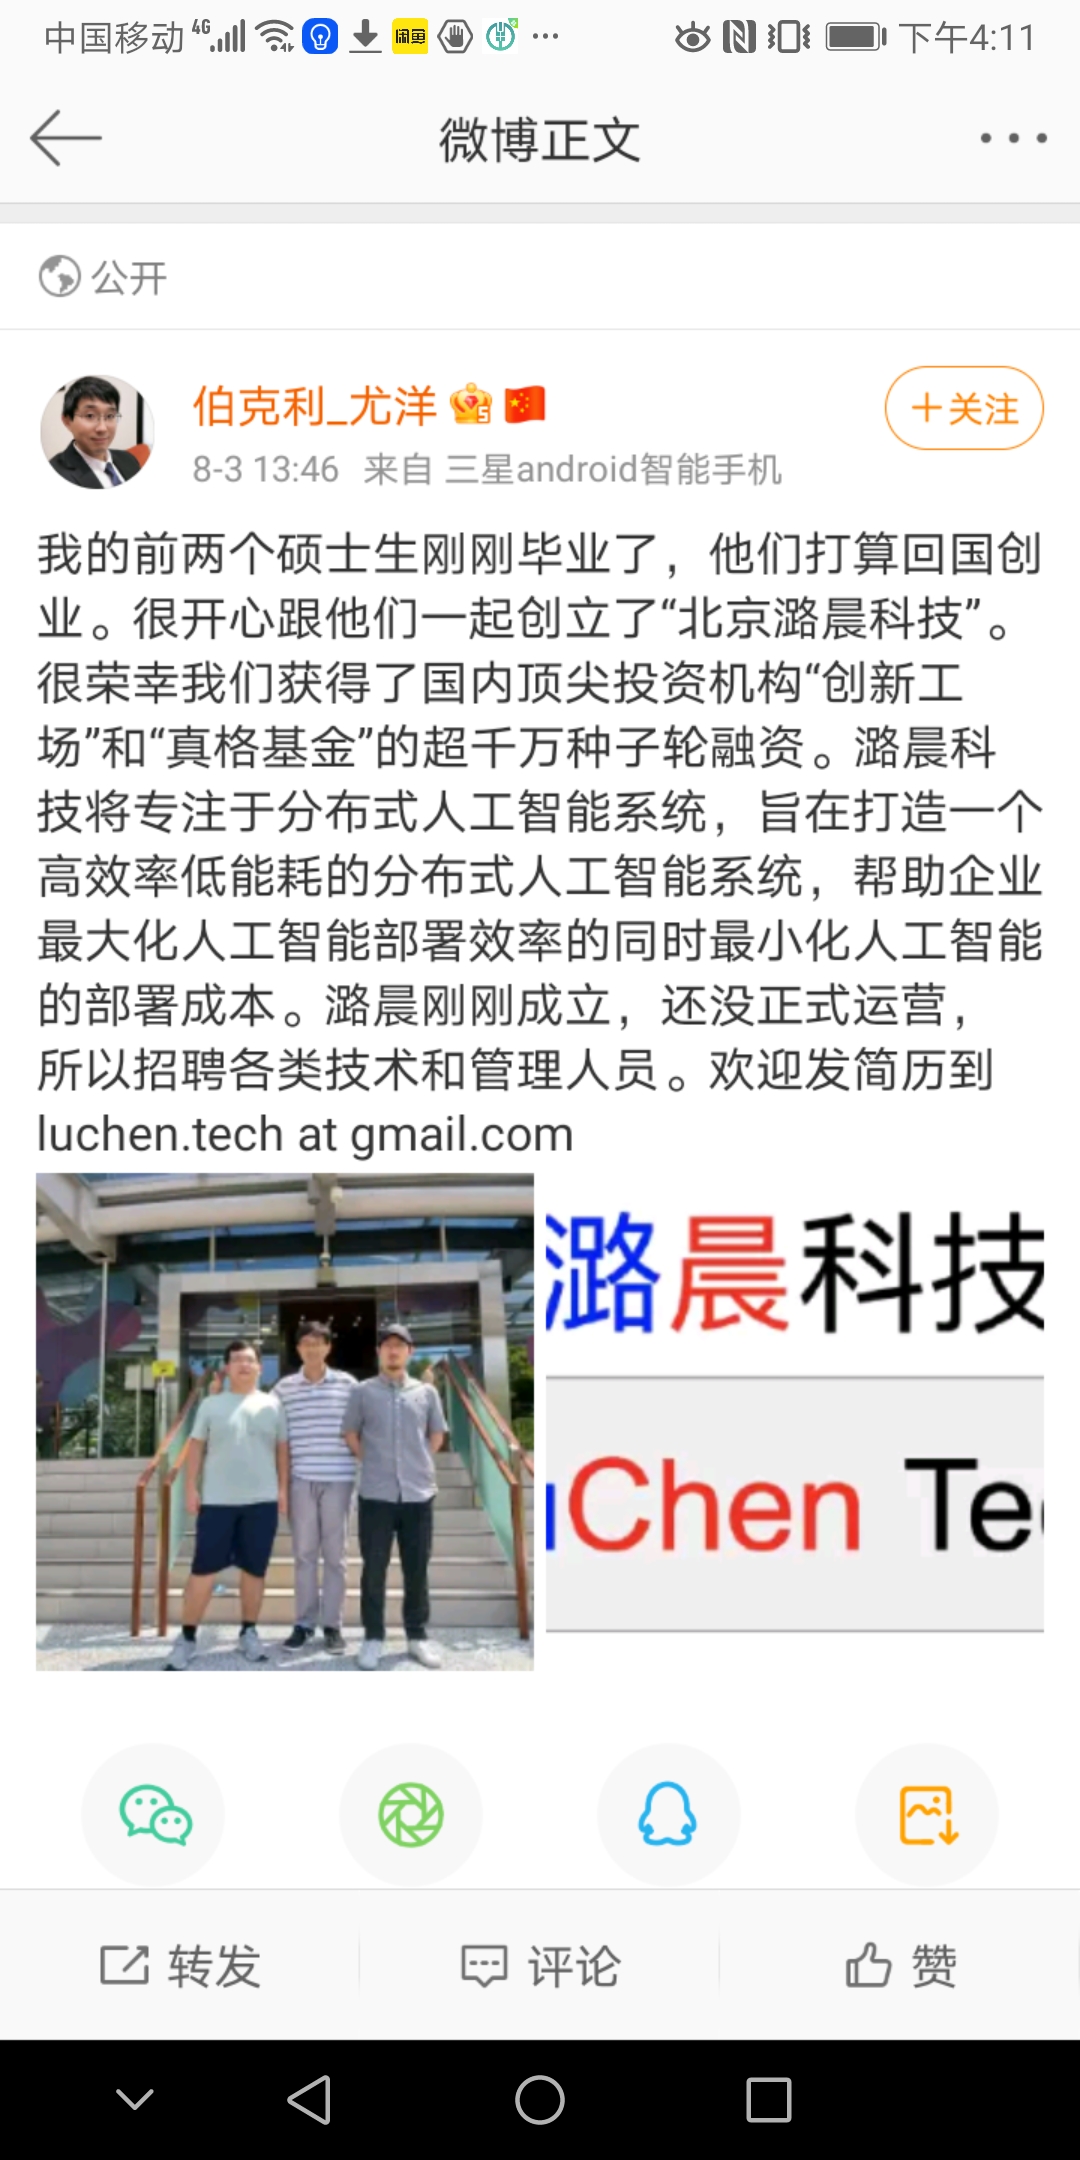 中国移动 4G 闲鱼 下午4:11
微博正文
公开
伯克利_尤洋
+关注
8-3 13:46 来自 三星android智能手机
我的前两个硕士生刚刚毕业了，他们打算回国创
业。很开心跟他们一起创立了“北京潞晨科技”。
很荣幸我们获得了国内顶尖投资机构“创新工
场”和“真格基金”的超千万种子轮融资。潞晨科
技将专注于分布式人工智能系统，旨在打造一个
高效率低能耗的分布式人工智能系统，帮助企业
最大化人工智能部署效率的同时最小化人工智能
的部署成本。潞晨刚刚成立，还没正式运营，
所以招聘各类技术和管理人员。欢迎发简历到
luchen.tech at gmail.com
潞晨科技
uChen Tec
转发
评论
赞